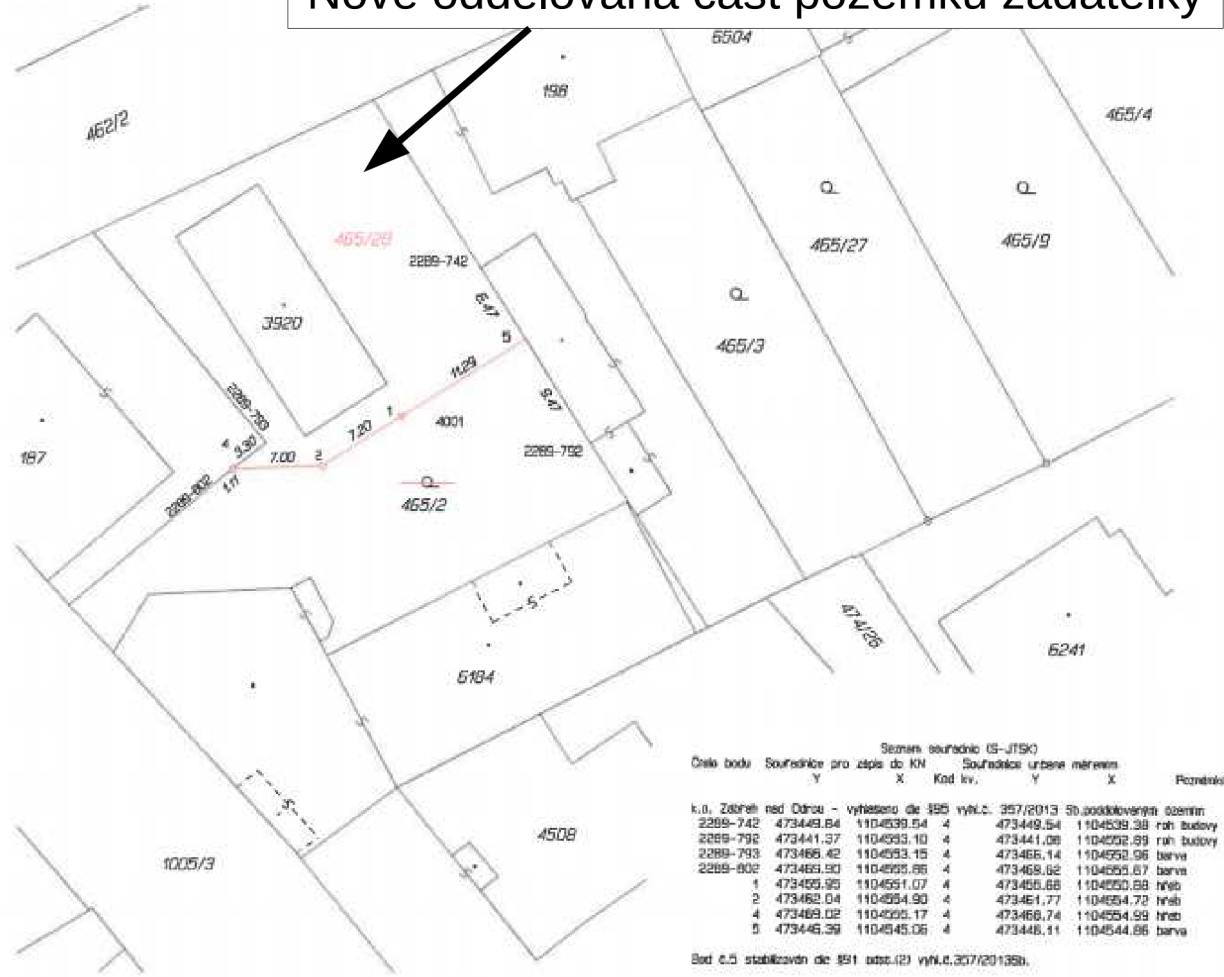 Nově oddělovaná část pozemku žadatelky
6504
198
462/2
465/4
465/28
465/27
465/9
2289-742
6.47
3920
5
465/3
11.29
2289-793
9.47
1
7.20
4001
4
3.30
7.00
2
2289-792
187
1.11
2289-802
465/2
474/26
6241
6184
4508
1005/3
Seznam souřadnic (S-JTSK)
Číslo bodu Souřadnice pro zápis do KN Souřadnice určené měřením
Y X Kód kv. Y X
k.ú. Zábřeh nad Odrou - vyhlášeno dle §95 vyhl.č. 357/2013 Sb.poddolovaným územím
2289-742 473449.84 1104539.54 4 473449.54 1104539.38 roh budovy
2289-792 473441.37 1104553.10 4 473441.08 1104552.89 roh budovy
2289-793 473466.42 1104553.15 4 473466.14 1104552.96 barva
2289-802 473469.90 1104555.86 4 473469.62 1104555.67 barva
1 473455.95 1104551.07 4 473455.68 1104550.88 hřeb
2 473462.04 1104554.90 4 473461.77 1104554.72 hřeb
4 473469.02 1104555.17 4 473468.74 1104554.99 hřeb
5 473446.39 1104545.06 4 473446.11 1104544.86 barva
Bod č.5 stabilizován dle §91 odst.(2) vyhl.č.357/2013Sb.